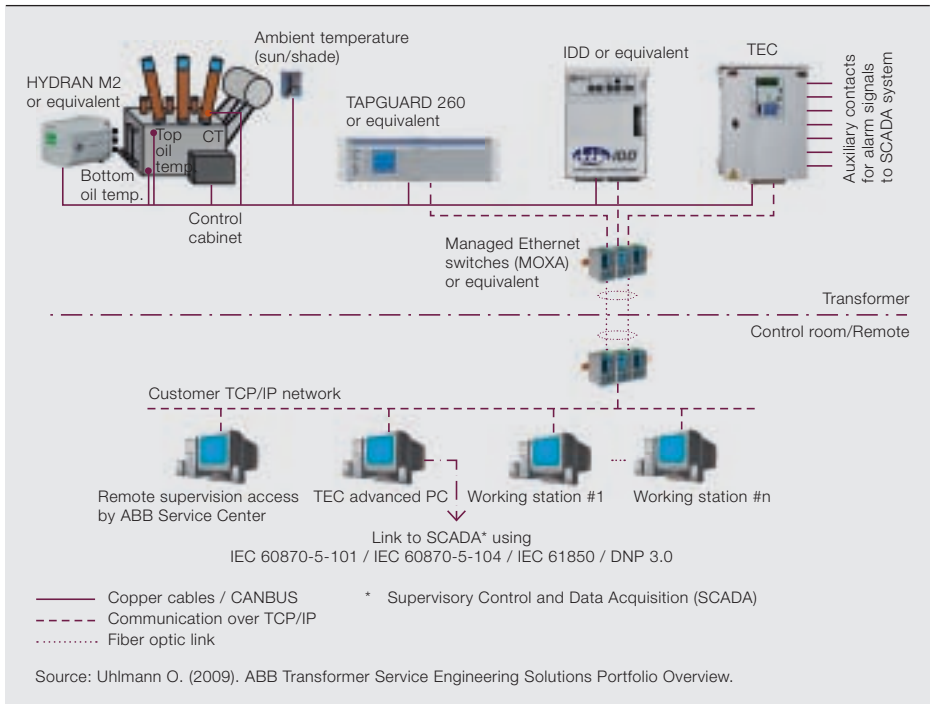 Ambient temperature
(sun/shade)
IDD or equivalent
TEC
HYDRAN M2
or equivalent
TAPGUARD 260
or equivalent
Top
oil
temp.
CT
Bottom
oil temp.
Control
cabinet
IDD
Auxiliary contacts
for alarm signals
to SCADA system
Managed Ethernet
switches (MOXA)
or equivalent
Transformer
Control room/Remote
Customer TCP/IP network
Remote supervision access
by ABB Service Center
TEC advanced PC
Working station #1
Working station #n
Link to SCADA* using
IEC 60870-5-101 / IEC 60870-5-104 / IEC 61850 / DNP 3.0
Copper cables / CANBUS
* Supervisory Control and Data Acquisition (SCADA)
Communication over TCP/IP
Fiber optic link
Source: Uhlmann O. (2009). ABB Transformer Service Engineering Solutions Portfolio Overview.